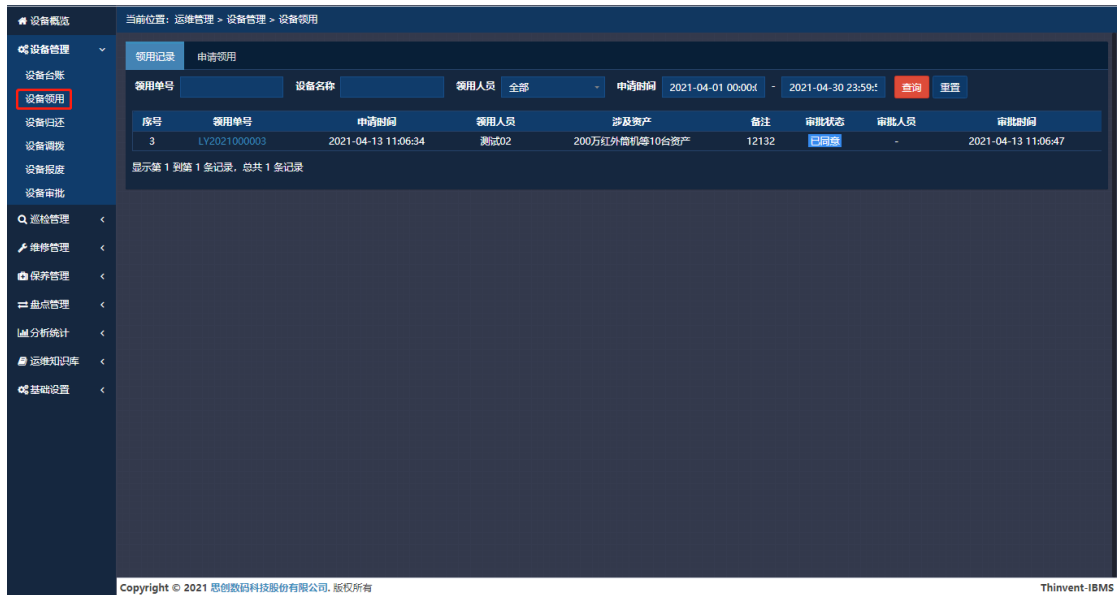 设备概览
当前位置：运维管理 > 设备管理 > 设备领用
设备管理
设备台账
设备领用
设备归还
设备调拨
设备报废
设备审批
巡检管理
维修管理
保养管理
盘点管理
分析统计
运维知识库
基础设置
领用记录 申请领用
领用单号 设备名称 领用人员 全部 申请时间 2021-04-01 00:00:( - 2021-04-30 23:59:5 查询 重置
序号 领用单号 申请时间 领用人员 涉及资产 备注 审批状态 审批人员 审批时间
3 LY2021000003 2021-04-13 11:06:34 测试02 200万红外筒机等10台资产 12132 已同意 - 2021-04-13 11:06:47
显示第 1 到第 1 条记录，总共 1 条记录
Copyright © 2021 思创数码科技股份有限公司. 版权所有 Thinvent-IBMS